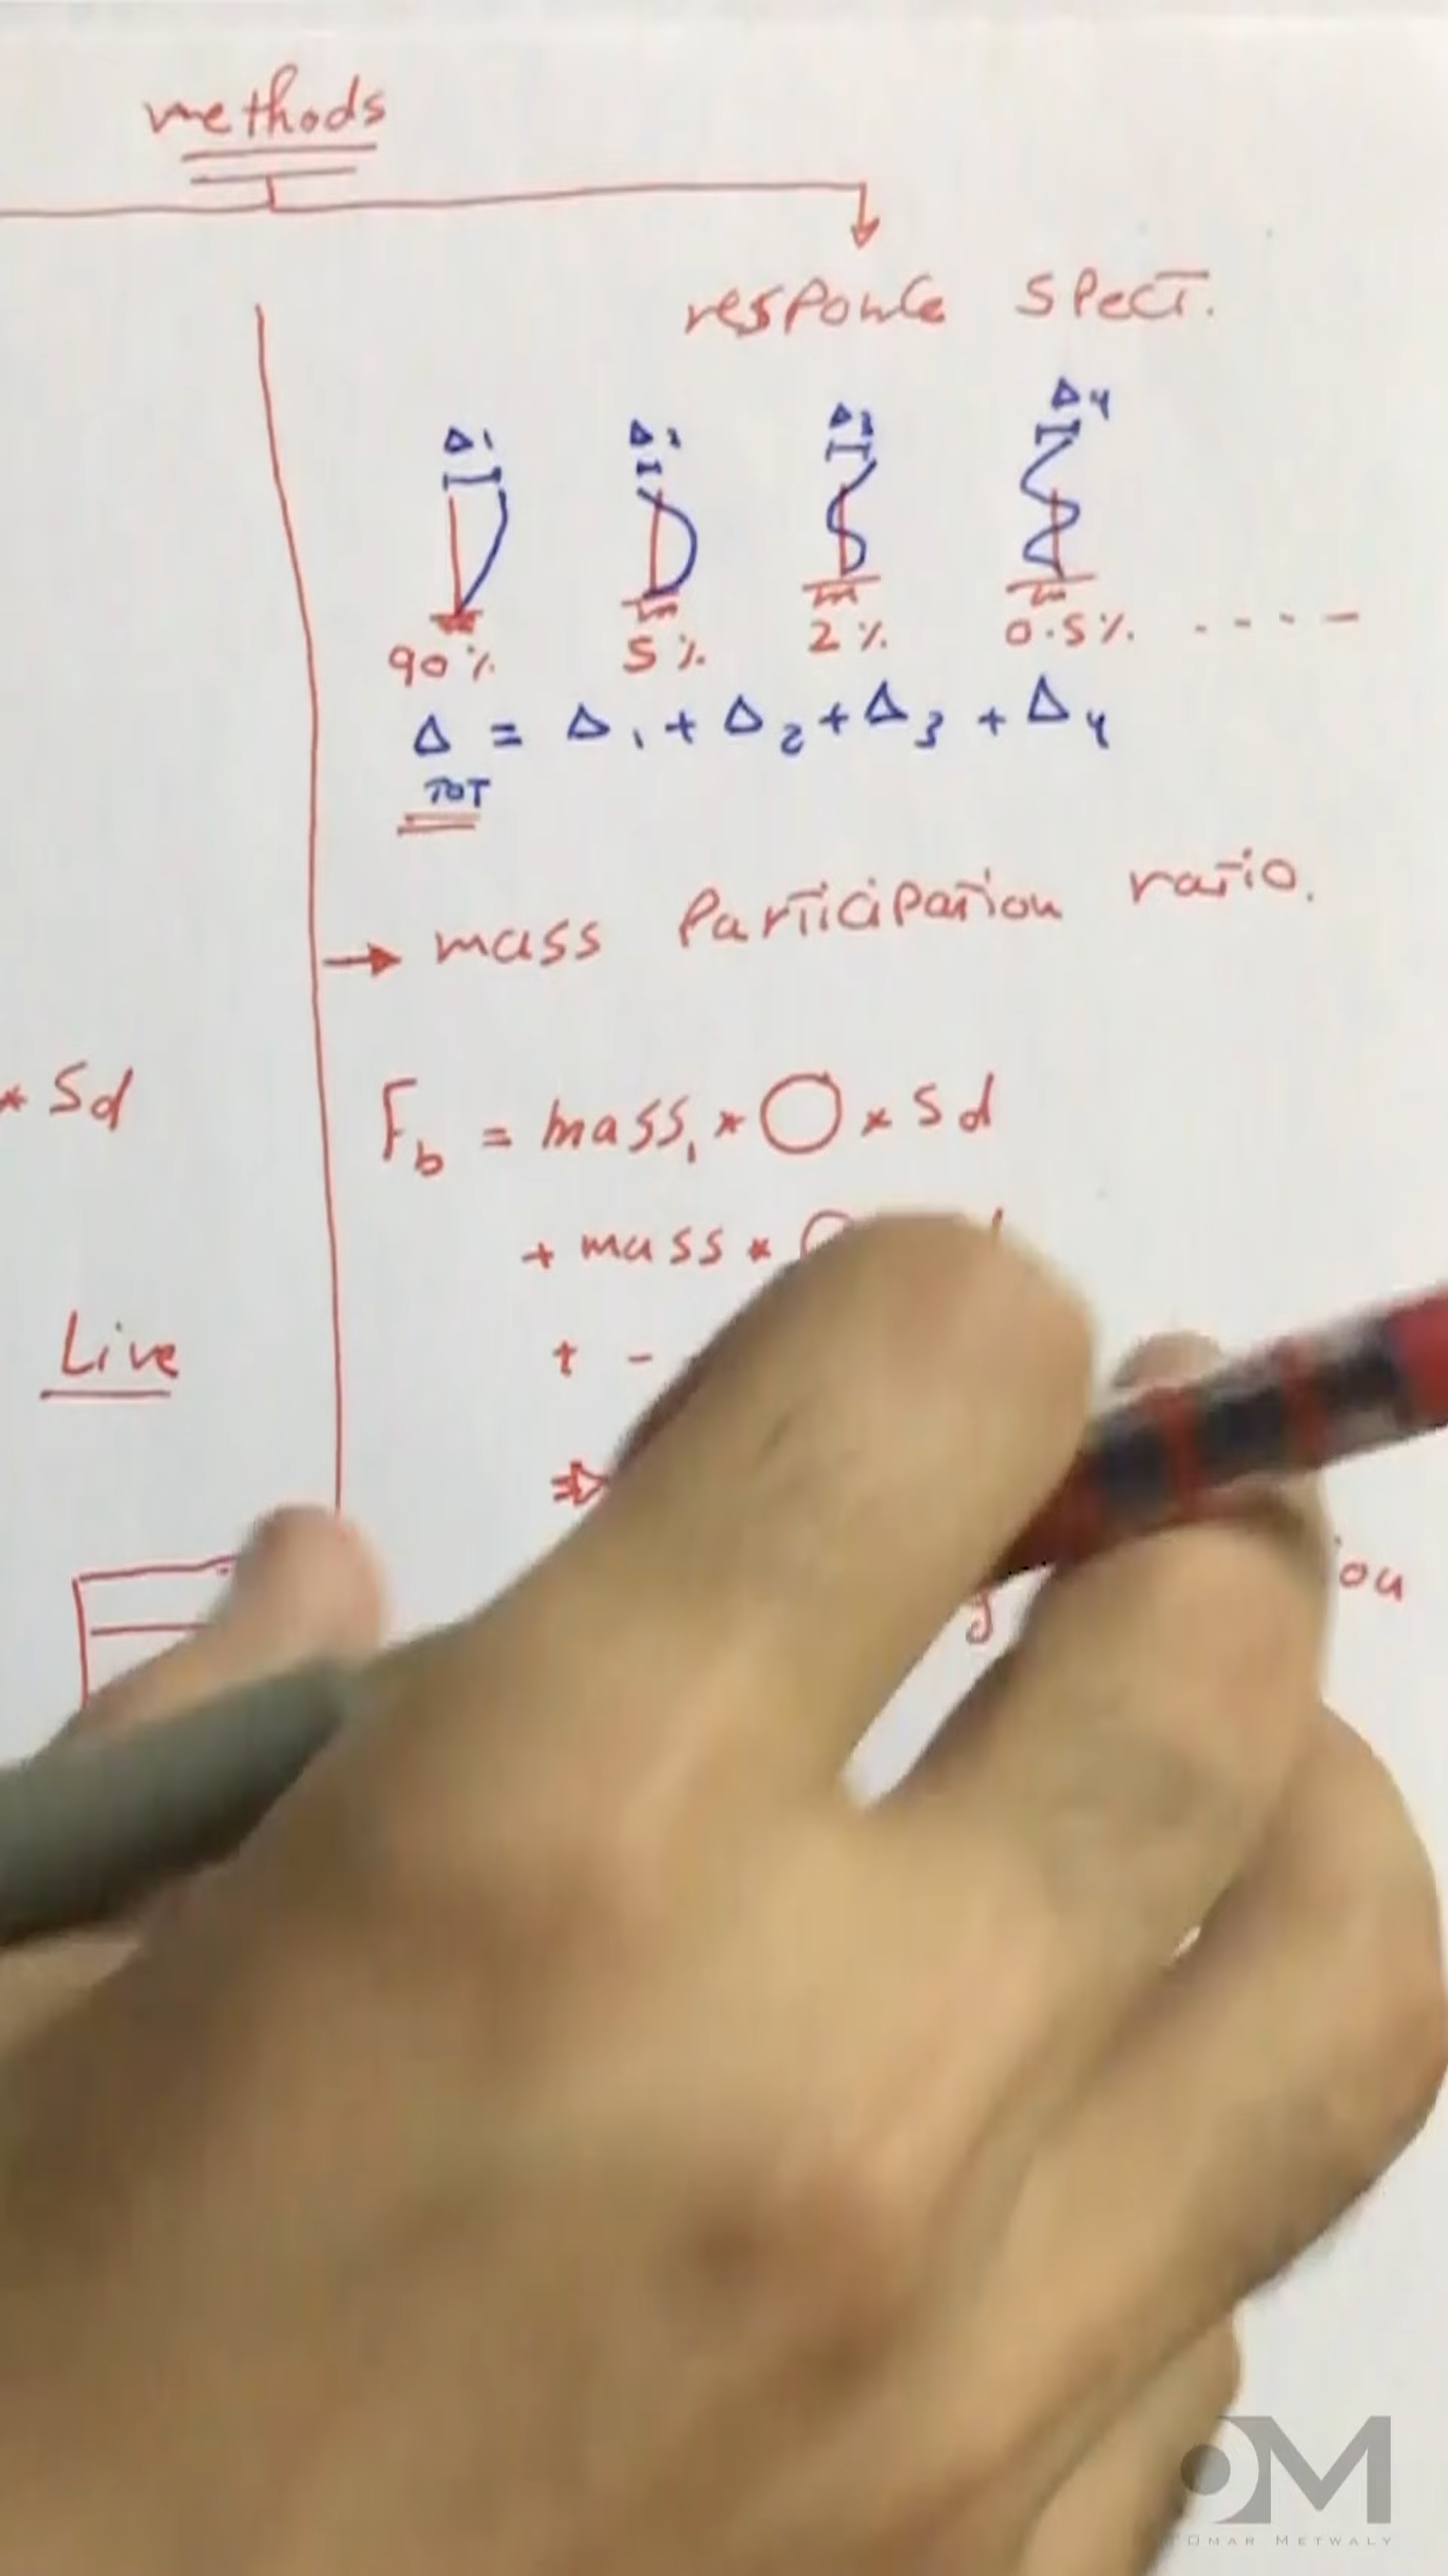 methods
responce spect.
Δ1 Δ2 Δ3 Δ4
90% 5% 2% 0.5% ----
Δ TOT = Δ1 + Δ2 + Δ3 + Δ4
→ mass Participation ratio.
* Sd
Fb = mass1 * ○ * Sd
+ mass *
Live
+ -
⇒
OM
OMAR METWALY